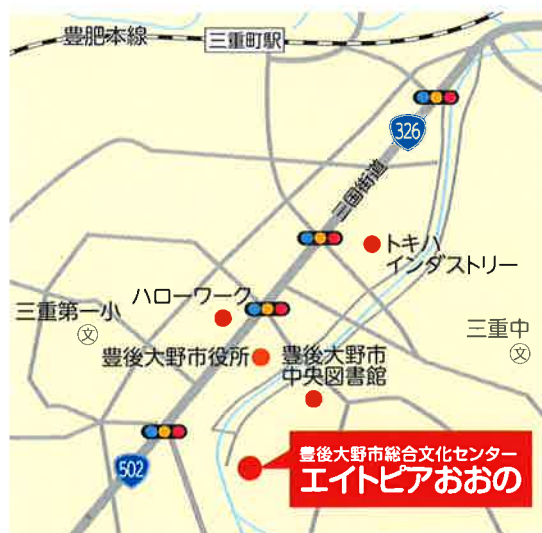 豊肥本線
三重町駅
326
三国街道
トキハ
インダストリー
ハローワーク
三重第一小
文
三重中
文
豊後大野市役所
豊後大野市
中央図書館
502
豊後大野市総合文化センター
エイトピアおおの